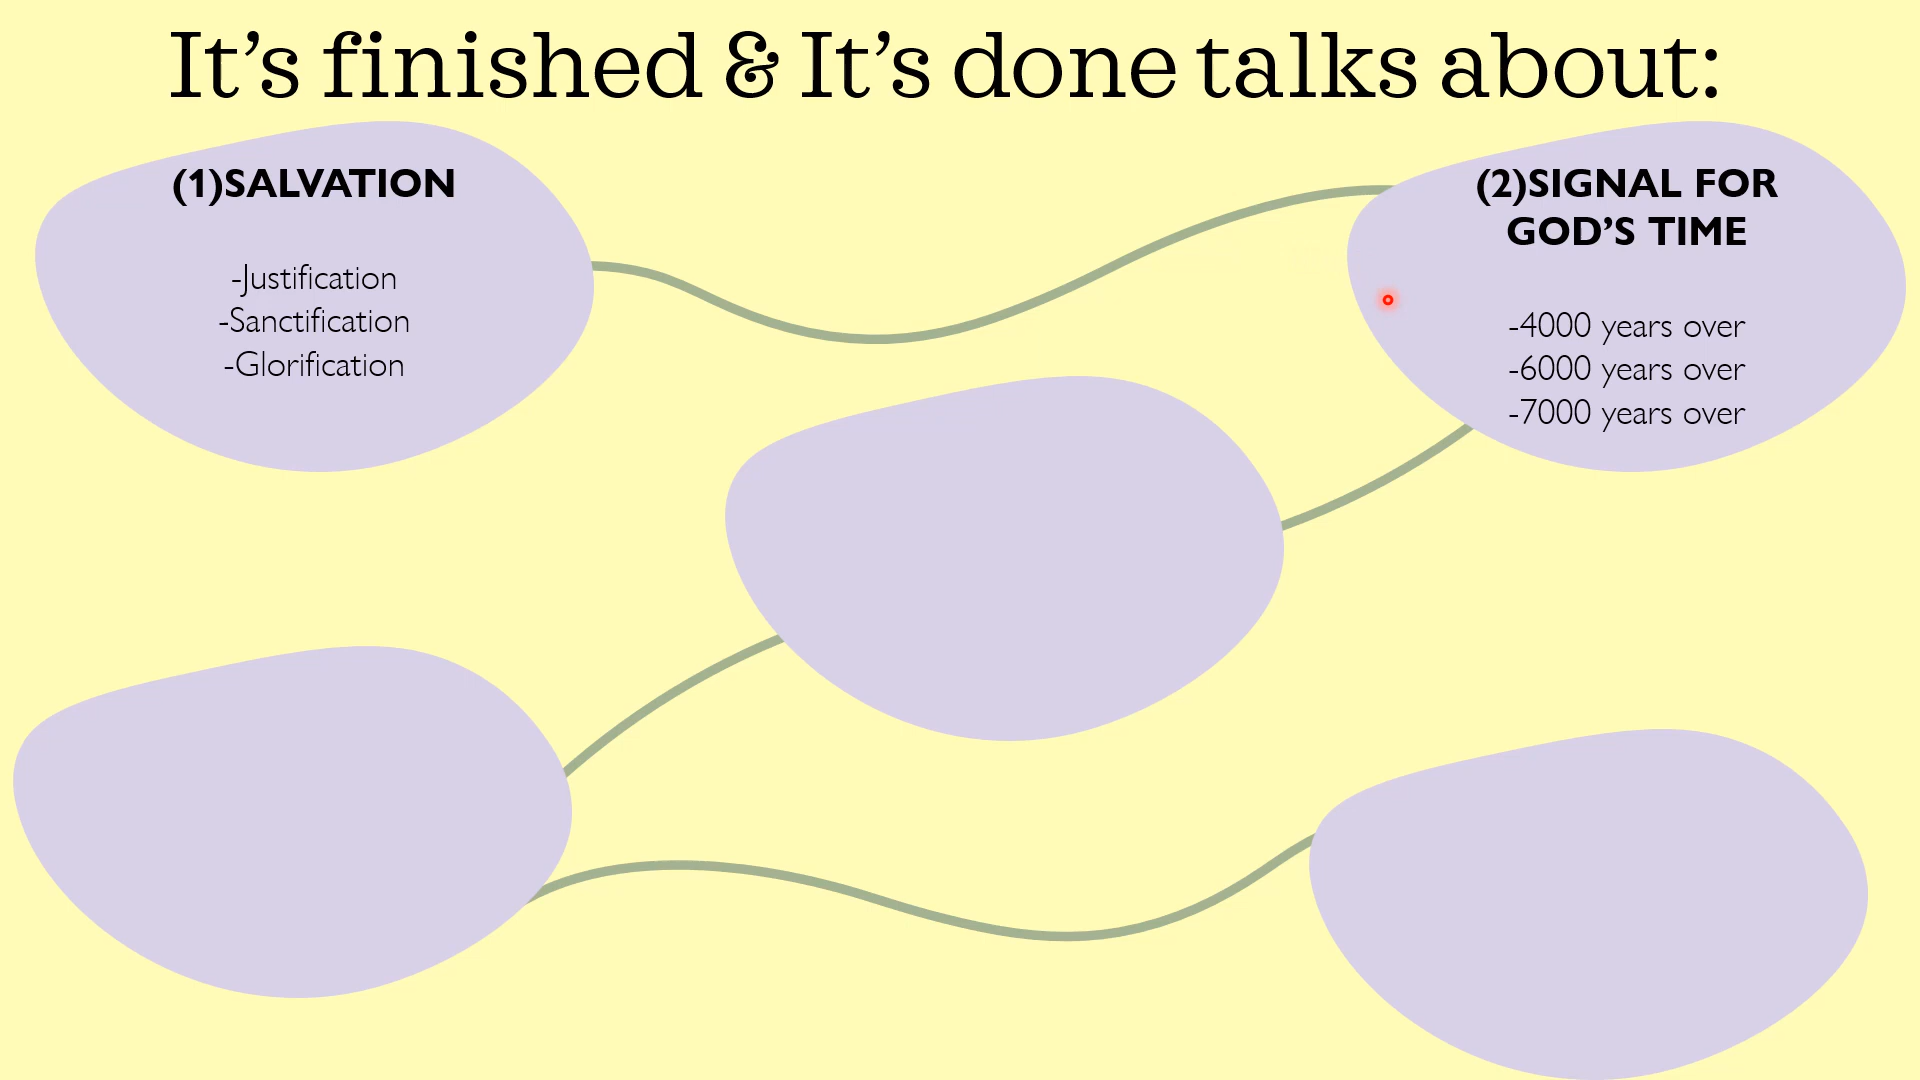 It’s finished & It’s done talks about:
(1)SALVATION
-Justification
-Sanctification
-Glorification
(2)SIGNAL FOR
GOD’S TIME
-4000 years over
-6000 years over
-7000 years over